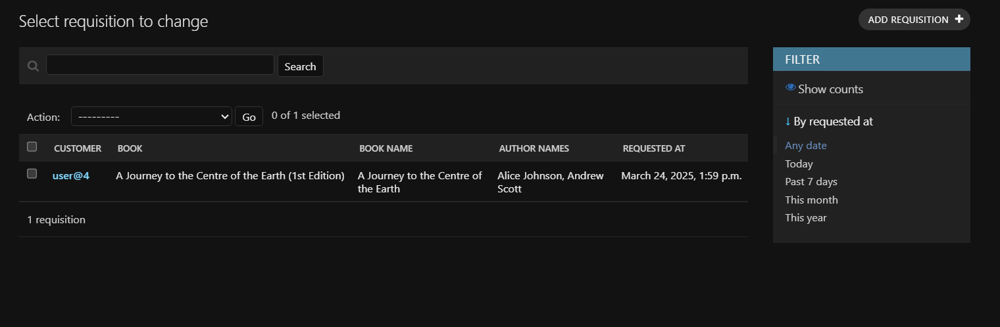 Select requisition to change
ADD REQUISITION +
Search
FILTER
Show counts
Action: --------- Go 0 of 1 selected
↓ By requested at
Any date
Today
Past 7 days
This month
This year
CUSTOMER BOOK BOOK NAME AUTHOR NAMES REQUESTED AT
user@4 A Journey to the Centre of the Earth (1st Edition) A Journey to the Centre of Alice Johnson, Andrew March 24, 2025, 1:59 p.m.
the Earth Scott
1 requisition